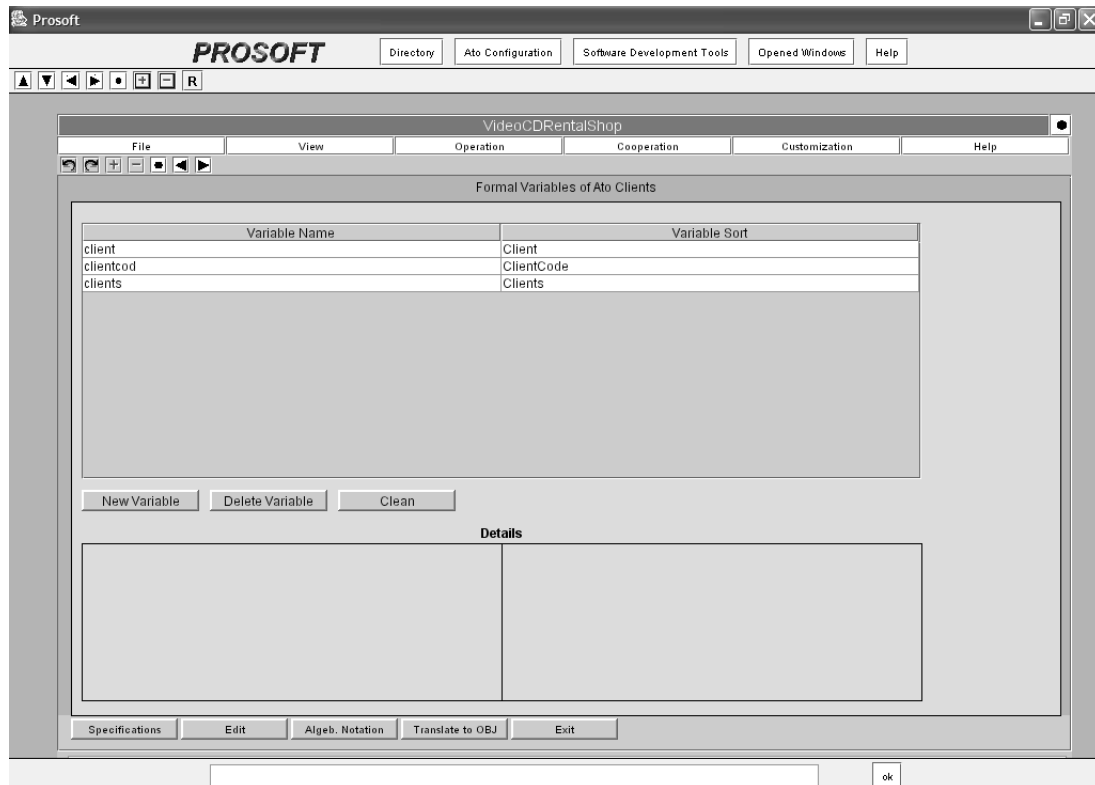 Prosoft
PROSOFT Directory Ato Configuration Software Development Tools Opened Windows Help
R
VideoCDRentalShop
File View Operation Cooperation Customization Help
Formal Variables of Ato Clients
Variable Name Variable Sort
client Client
clientcod ClientCode
clients Clients
New Variable Delete Variable Clean
Details
Specifications Edit Algeb. Notation Translate to OBJ Exit
ok